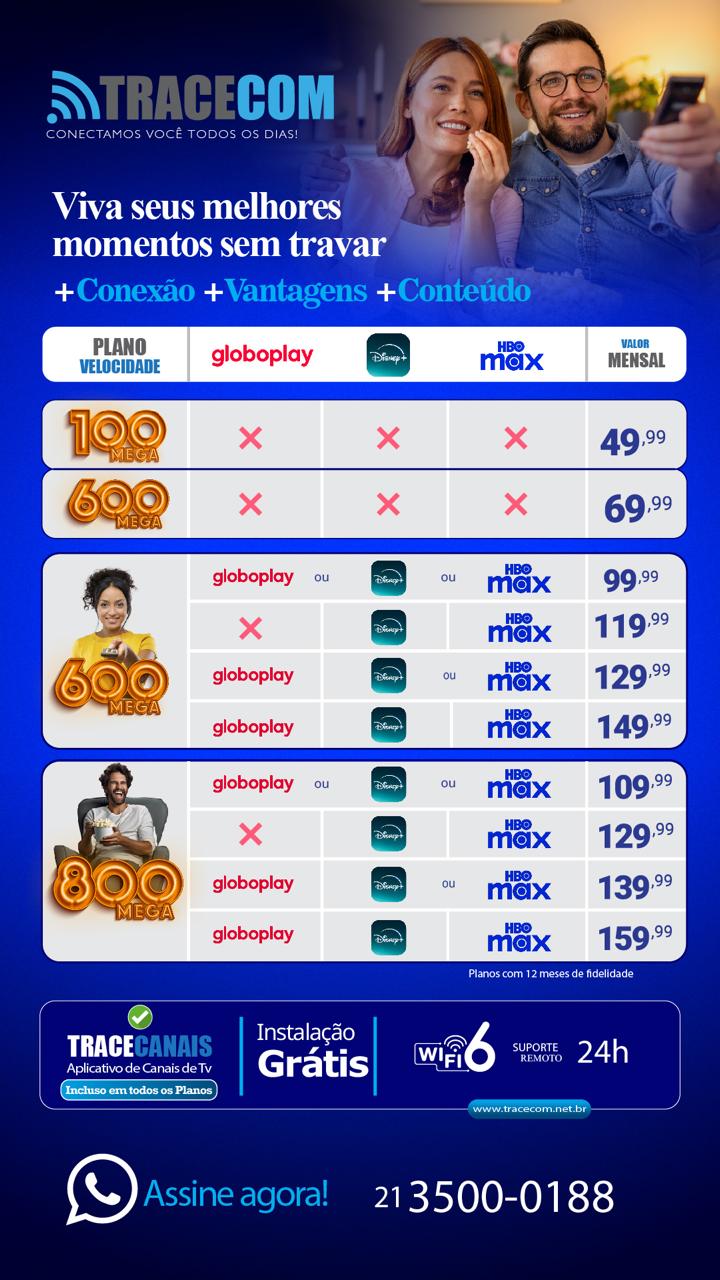 TRACECOM
CONECTAMOS VOCÊ TODOS OS DIAS!
Viva seus melhores
momentos sem travar
+Conexão +Vantagens +Conteúdo
PLANO
VELOCIDADE
globoplay
Disney+
HBO
max
VALOR
MENSAL
100
MEGA
49,99
600
MEGA
69,99
600
MEGA
globoplay ou Disney+ ou HBO max 99,99
Disney+ HBO max 119,99
globoplay Disney+ ou HBO max 129,99
globoplay Disney+ HBO max 149,99
800
MEGA
globoplay ou Disney+ ou HBO max 109,99
Disney+ HBO max 129,99
globoplay Disney+ ou HBO max 139,99
globoplay Disney+ HBO max 159,99
Planos com 12 meses de fidelidade
TRACECANAIS
Aplicativo de Canais de Tv
Incluso em todos os Planos
Instalação
Grátis
WiFi 6
SUPORTE
REMOTO
24h
www.tracecom.net.br
Assine agora!
21 3500-0188